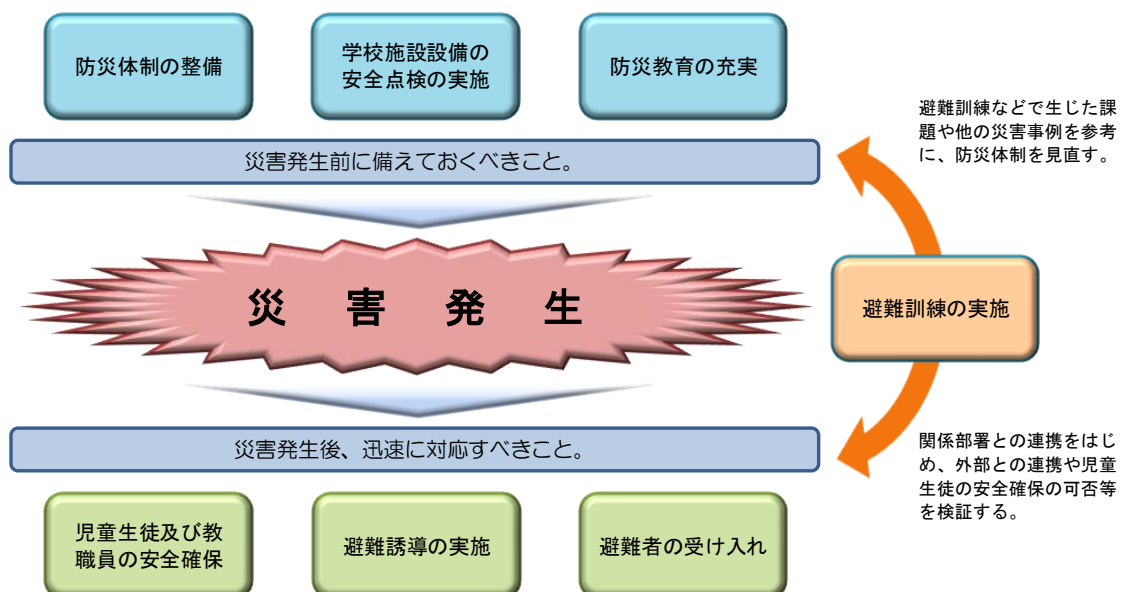 防災体制の整備
学校施設設備の
安全点検の実施
防災教育の充実
災害発生前に備えておくべきこと。
避難訓練などで生じた課
題や他の災害事例を参考
に、防災体制を見直す。
災害発生
避難訓練の実施
災害発生後、迅速に対応すべきこと。
関係部署との連携をはじ
め、外部との連携や児童
生徒の安全確保の可否等
を検証する。
児童生徒及び教
職員の安全確保
避難誘導の実施
避難者の受け入れ